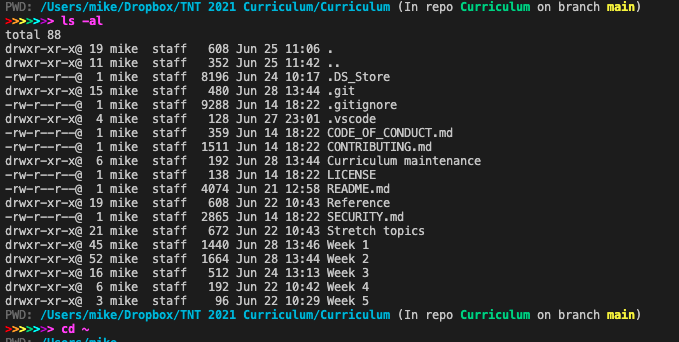 PWD: /Users/mike/Dropbox/TNT 2021 Curriculum/Curriculum (In repo Curriculum on branch main)
>>>>>>> ls -al
total 88
drwxr-xr-x@ 19 mike  staff   608 Jun 25 11:06 .
drwxr-xr-x@ 11 mike  staff   352 Jun 25 11:42 ..
-rw-r--r--@  1 mike  staff  8196 Jun 24 10:17 .DS_Store
drwxr-xr-x@ 15 mike  staff   480 Jun 28 13:44 .git
-rw-r--r--@  1 mike  staff  9288 Jun 14 18:22 .gitignore
drwxr-xr-x@  4 mike  staff   128 Jun 27 23:01 .vscode
-rw-r--r--@  1 mike  staff   359 Jun 14 18:22 CODE_OF_CONDUCT.md
-rw-r--r--@  1 mike  staff  1511 Jun 14 18:22 CONTRIBUTING.md
drwxr-xr-x@  6 mike  staff   192 Jun 28 13:44 Curriculum maintenance
-rw-r--r--@  1 mike  staff   138 Jun 14 18:22 LICENSE
-rw-r--r--@  1 mike  staff  4074 Jun 21 12:58 README.md
drwxr-xr-x@ 19 mike  staff   608 Jun 22 10:43 Reference
-rw-r--r--@  1 mike  staff  2865 Jun 14 18:22 SECURITY.md
drwxr-xr-x@ 21 mike  staff   672 Jun 22 10:43 Stretch topics
drwxr-xr-x@ 45 mike  staff  1440 Jun 28 13:46 Week 1
drwxr-xr-x@ 52 mike  staff  1664 Jun 28 13:44 Week 2
drwxr-xr-x@ 16 mike  staff   512 Jun 24 13:13 Week 3
drwxr-xr-x@  6 mike  staff   192 Jun 22 10:42 Week 4
drwxr-xr-x@  3 mike  staff    96 Jun 22 10:29 Week 5
PWD: /Users/mike/Dropbox/TNT 2021 Curriculum/Curriculum (In repo Curriculum on branch main)
>>>>>>> cd ~
PWD: /Users/mike